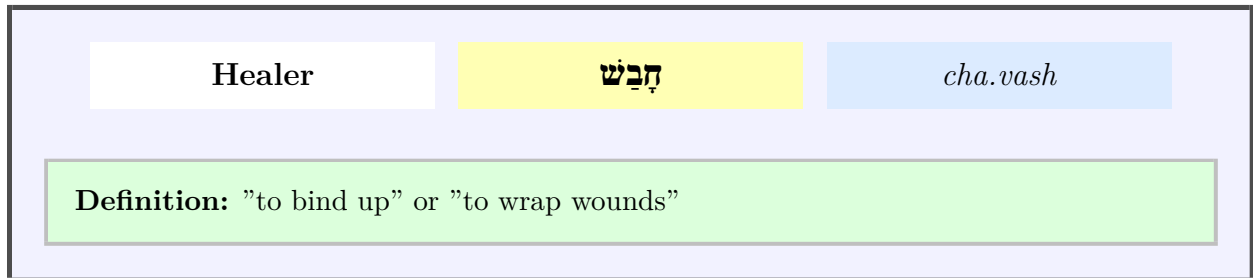 Healer חָבַשׁ cha.vash
Definition: ”to bind up” or ”to wrap wounds”